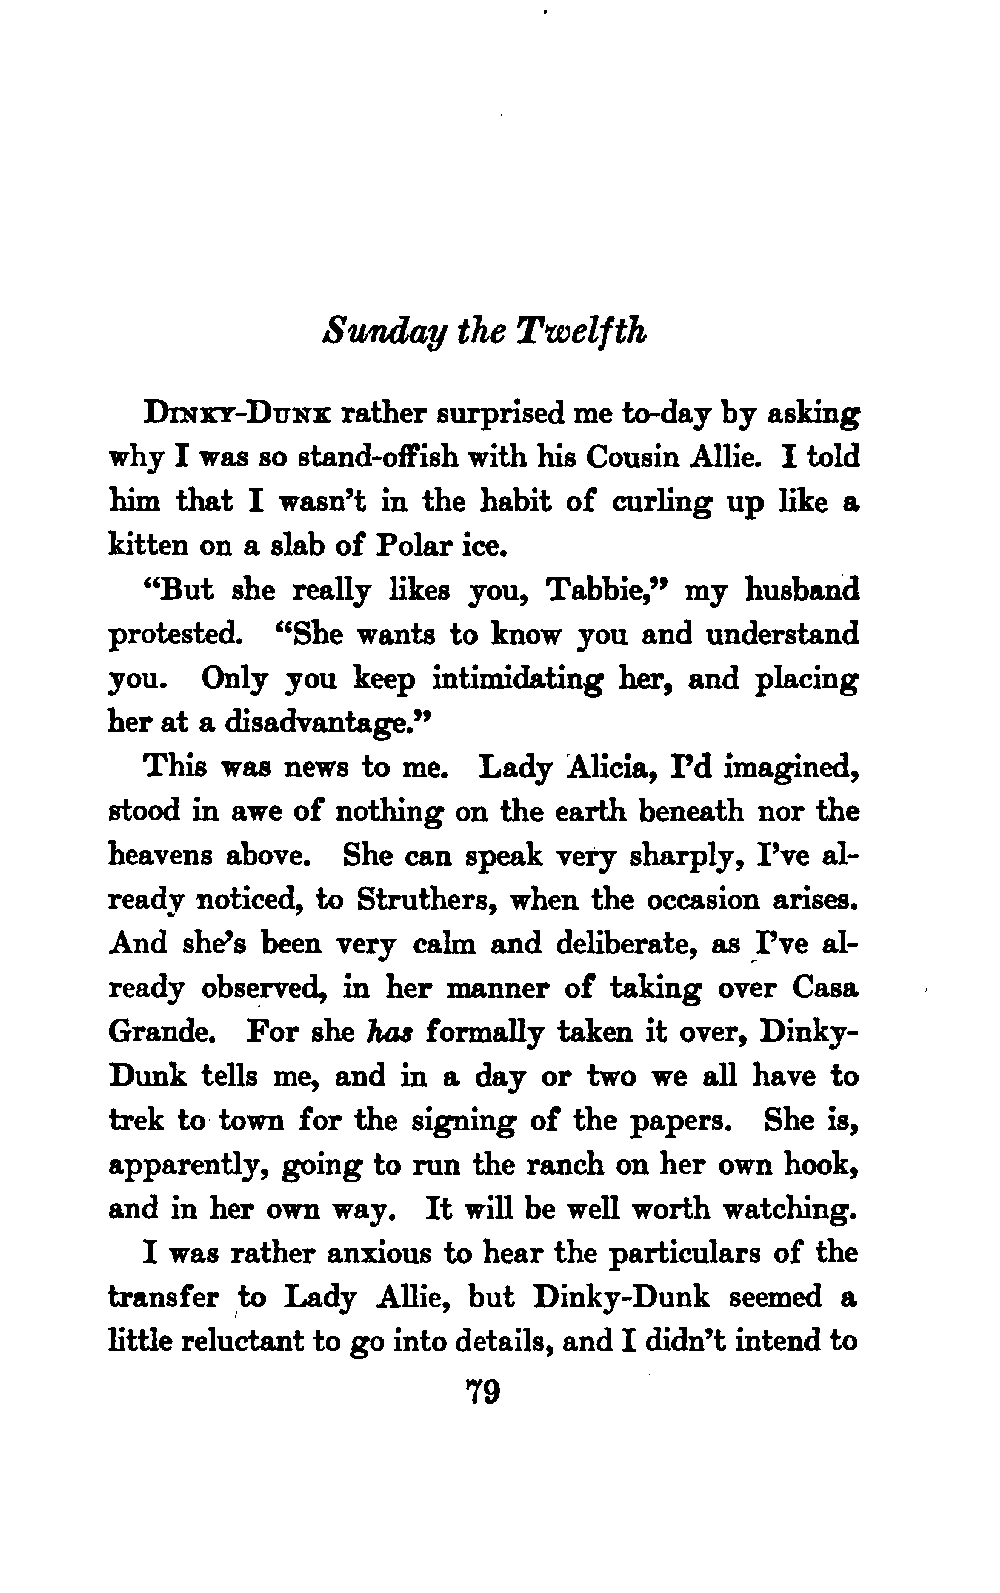 Sunday the Twelfth
DINKY-DUNK rather surprised me to-day by asking
why I was so stand-offish with his Cousin Allie. I told
him that I wasn't in the habit of curling up like a
kitten on a slab of Polar ice.
“But she really likes you, Tabbie,” my husband
protested. “She wants to know you and understand
you. Only you keep intimidating her, and placing
her at a disadvantage.”
This was news to me. Lady Alicia, I'd imagined,
stood in awe of nothing on the earth beneath nor the
heavens above. She can speak very sharply, I've al-
ready noticed, to Struthers, when the occasion arises.
And she's been very calm and deliberate, as I've al-
ready observed, in her manner of taking over Casa
Grande. For she has formally taken it over, Dinky-
Dunk tells me, and in a day or two we all have to
trek to town for the signing of the papers. She is,
apparently, going to run the ranch on her own hook,
and in her own way. It will be well worth watching.
I was rather anxious to hear the particulars of the
transfer to Lady Allie, but Dinky-Dunk seemed a
little reluctant to go into details, and I didn't intend to
79